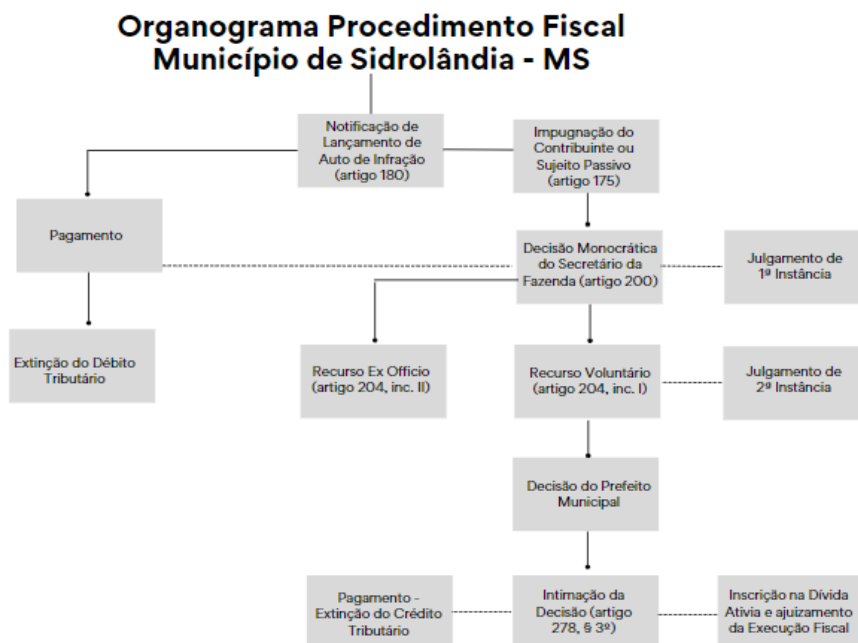 Organograma Procedimento Fiscal
Município de Sidrolândia - MS
Notificação de
Lançamento de
Auto de Infração
(artigo 180)
Impugnação do
Contribuinte ou
Sujeito Passivo
(artigo 175)
Pagamento
Decisão Monocrática
do Secretário da
Fazenda (artigo 200)
Julgamento de
1ª Instância
Extinção do Débito
Tributário
Recurso Ex Officio
(artigo 204, inc. II)
Recurso Voluntário
(artigo 204, inc. I)
Julgamento de
2ª Instância
Decisão do Prefeito
Municipal
Pagamento -
Extinção do Crédito
Tributário
Intimação da
Decisão (artigo
278, § 3º)
Inscrição na Dívida
Ativia e ajuizamento
da Execução Fiscal